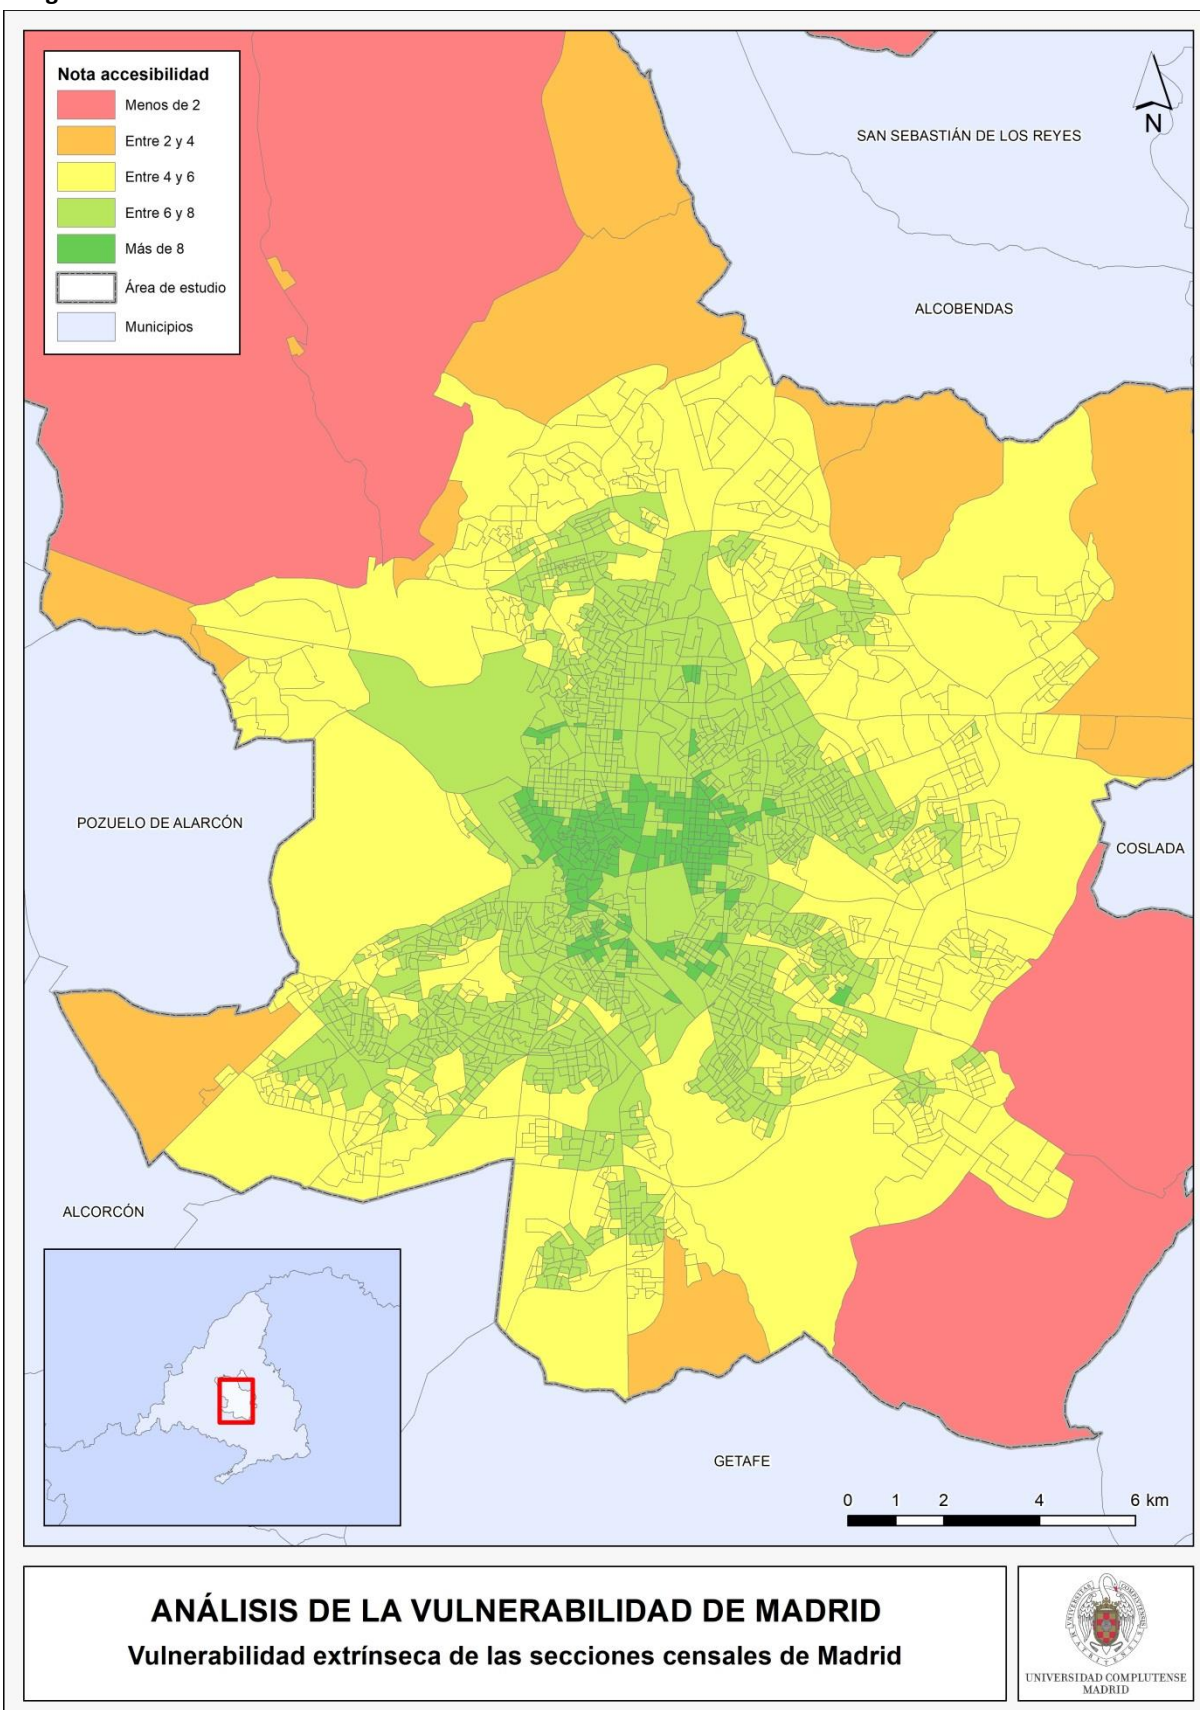 Nota accesibilidad
Menos de 2
Entre 2 y 4
Entre 4 y 6
Entre 6 y 8
Más de 8
Área de estudio
Municipios
N
SAN SEBASTIÁN DE LOS REYES
ALCOBENDAS
POZUELO DE ALARCÓN
COSLADA
ALCORCÓN
GETAFE
0 1 2 4 6 km
ANÁLISIS DE LA VULNERABILIDAD DE MADRID
Vulnerabilidad extrínseca de las secciones censales de Madrid
UNIVERSIDAD COMPLUTENSE
MADRID